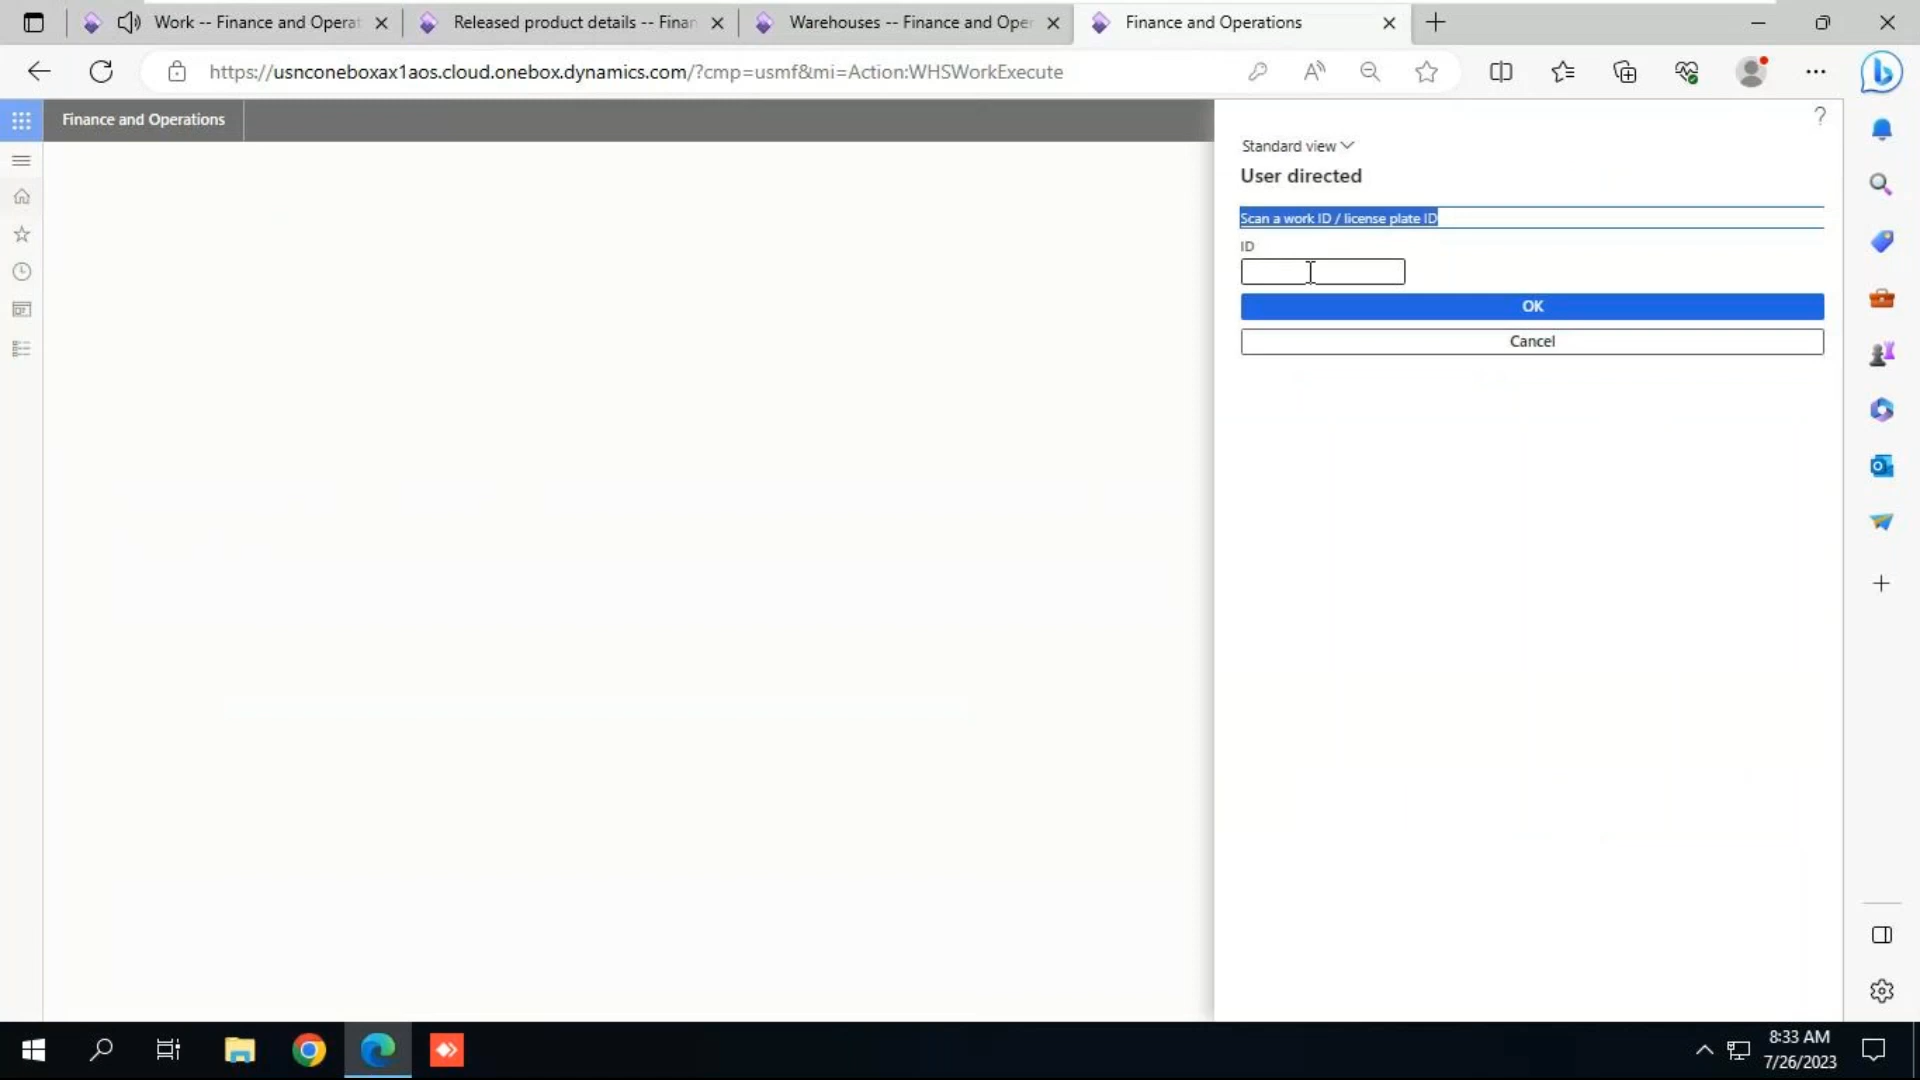 Work -- Finance and Operat
Released product details -- Finan
Warehouses -- Finance and Oper
Finance and Operations
https://usnconeboxax1aos.cloud.onebox.dynamics.com/?cmp=usmf&mi=Action:WHSWorkExecute
Finance and Operations
?
Standard view
User directed
Scan a work ID / license plate ID
ID
OK
Cancel
8:33 AM
7/26/2023